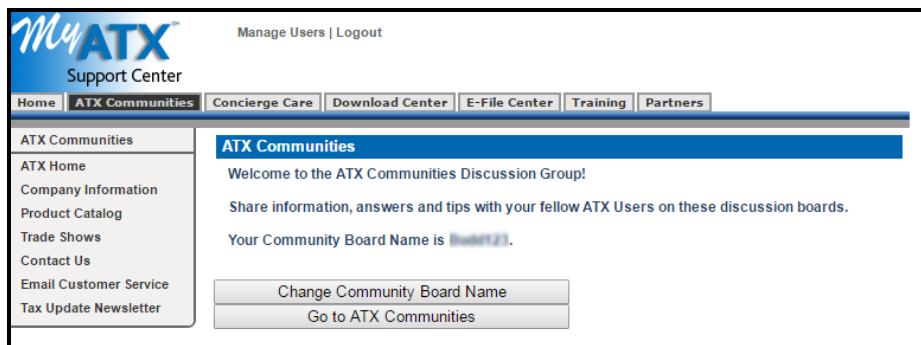 My ATX™
Support Center
Manage Users | Logout
Home ATX Communities Concierge Care Download Center E-File Center Training Partners
ATX Communities
ATX Home
Company Information
Product Catalog
Trade Shows
Contact Us
Email Customer Service
Tax Update Newsletter
ATX Communities
Welcome to the ATX Communities Discussion Group!
Share information, answers and tips with your fellow ATX Users on these discussion boards.
Your Community Board Name is .
Change Community Board Name
Go to ATX Communities